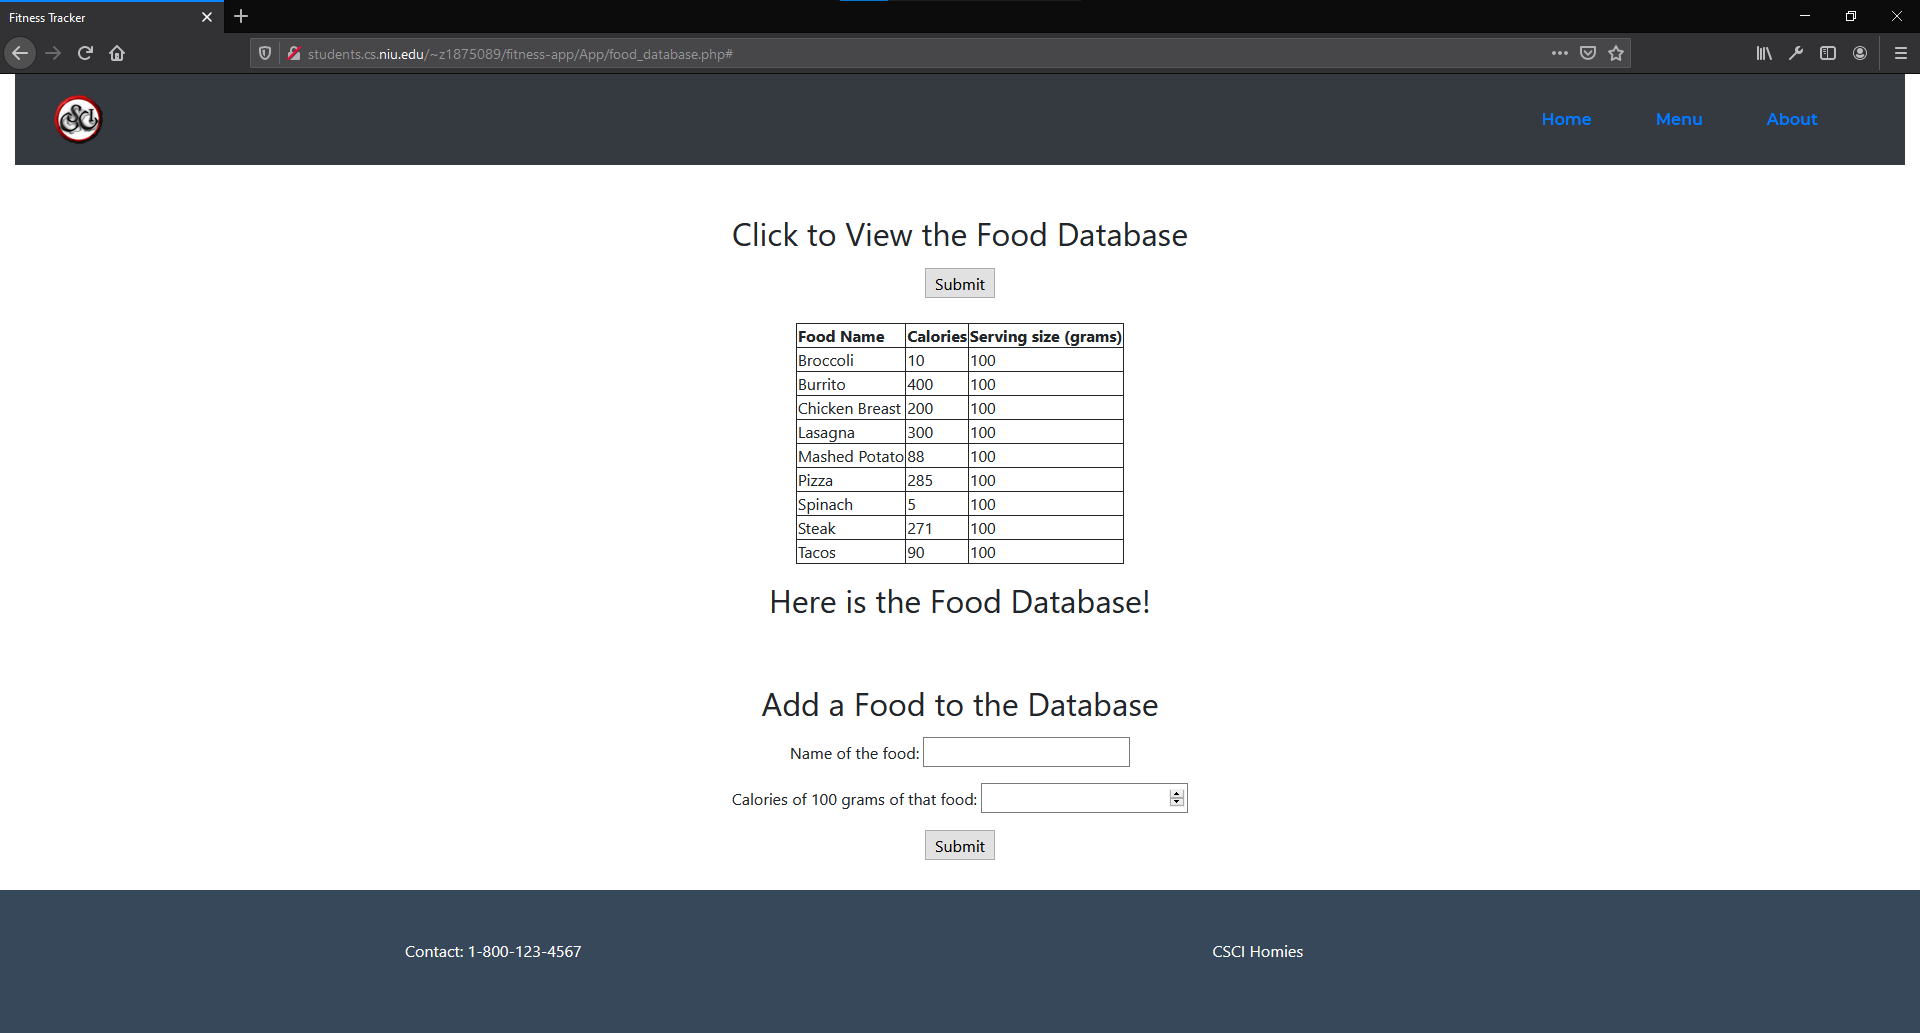 Fitness Tracker
students.cs.niu.edu/~z1875089/fitness-app/App/food_database.php#
CSCI
Home Menu About
Click to View the Food Database
Submit
Food Name Calories Serving size (grams)
Broccoli 10 100
Burrito 400 100
Chicken Breast 200 100
Lasagna 300 100
Mashed Potato 88 100
Pizza 285 100
Spinach 5 100
Steak 271 100
Tacos 90 100
Here is the Food Database!
Add a Food to the Database
Name of the food:
Calories of 100 grams of that food:
Submit
Contact: 1-800-123-4567 CSCI Homies